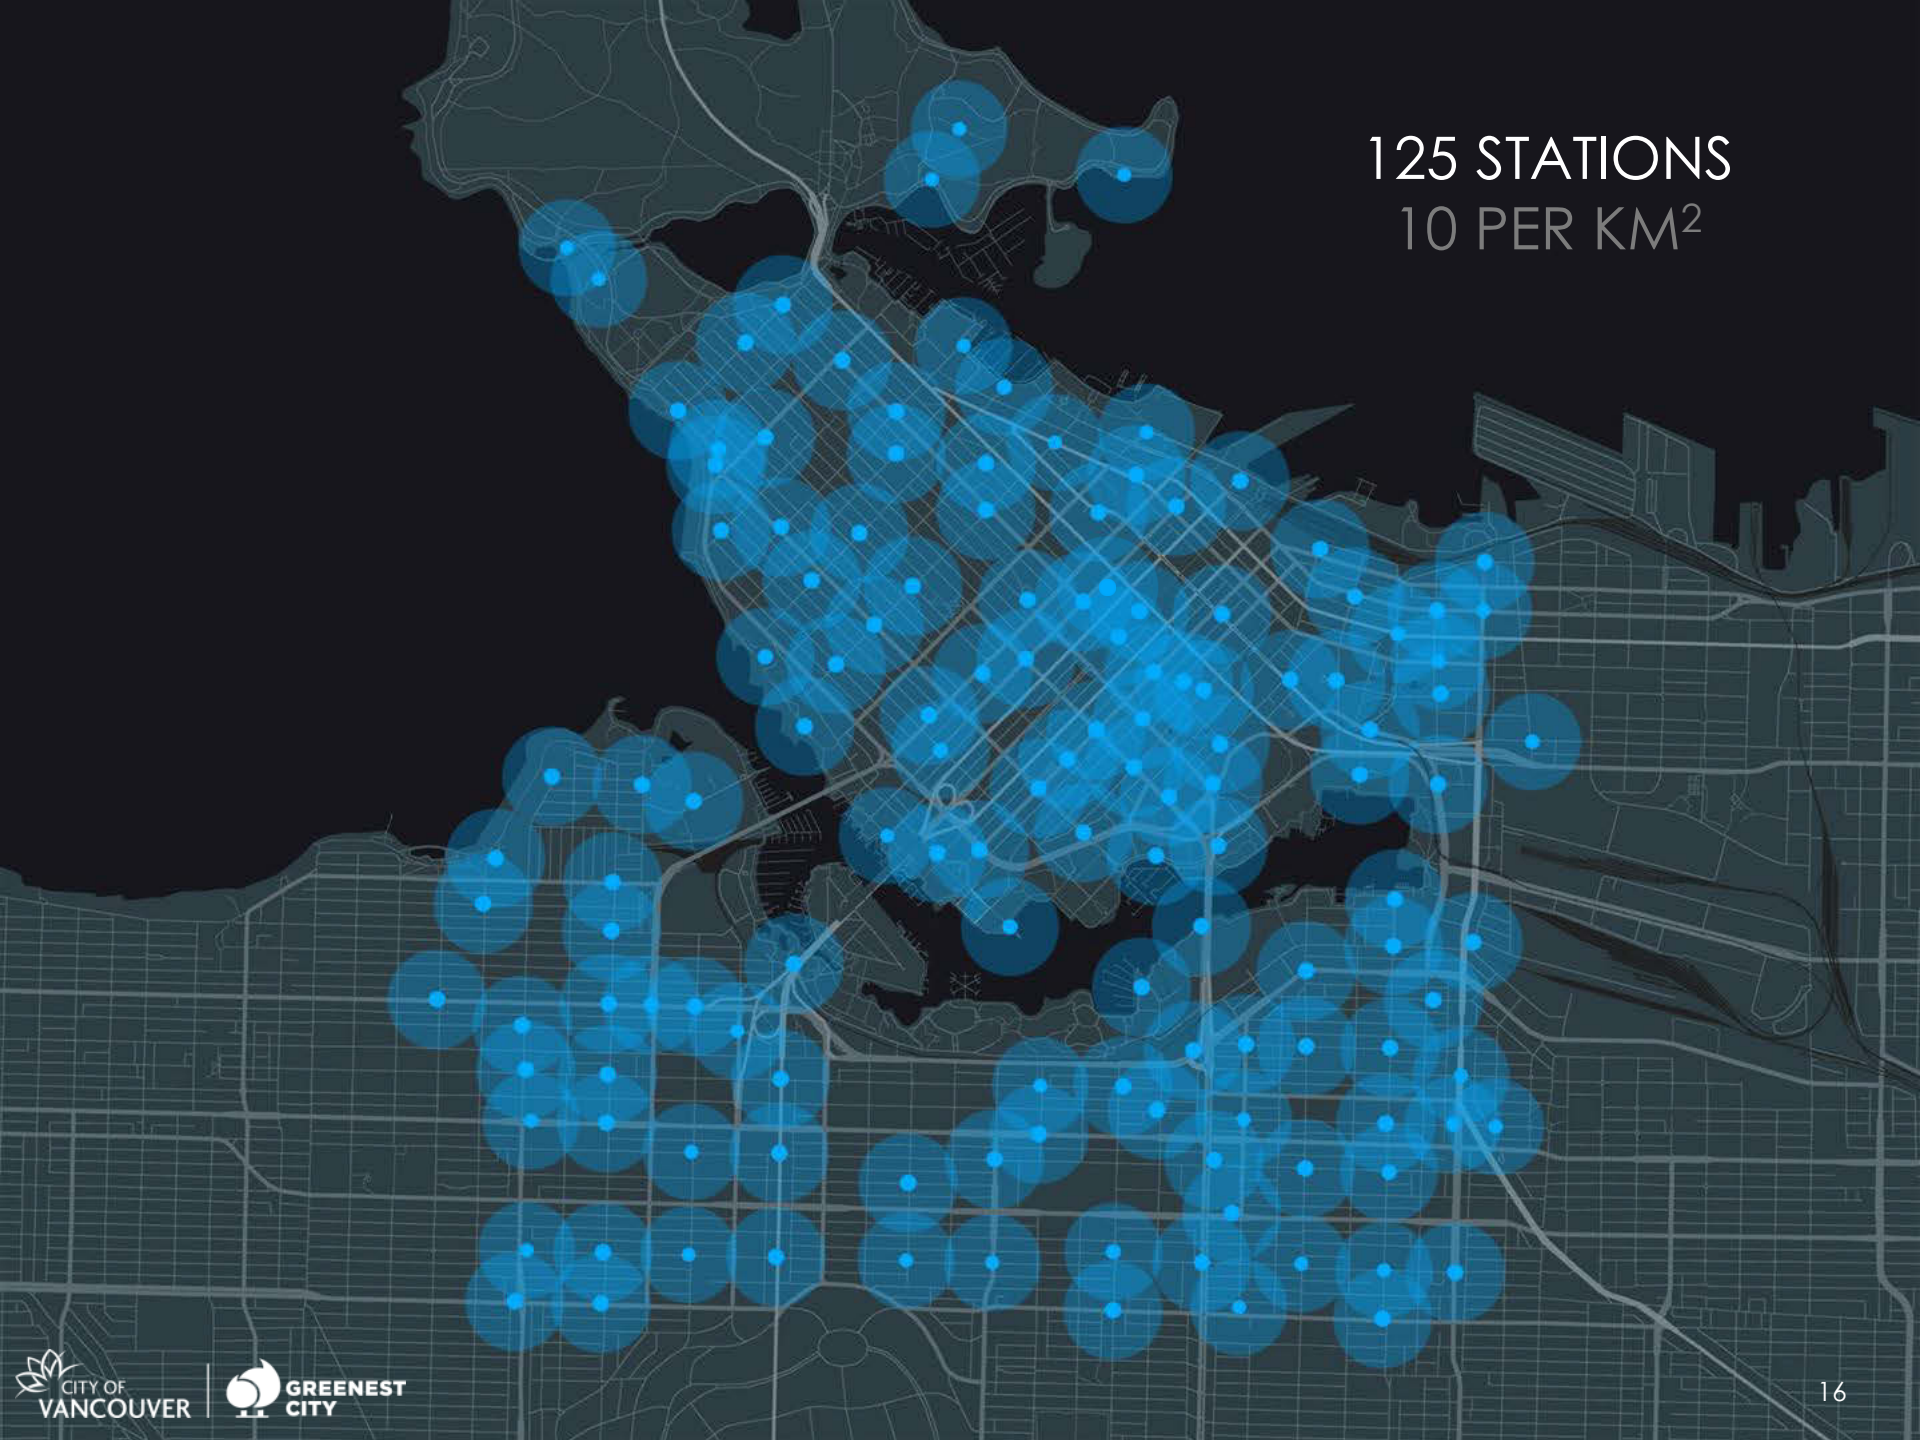 125 STATIONS
10 PER KM²
CITY OF
VANCOUVER
GREENEST
CITY
16